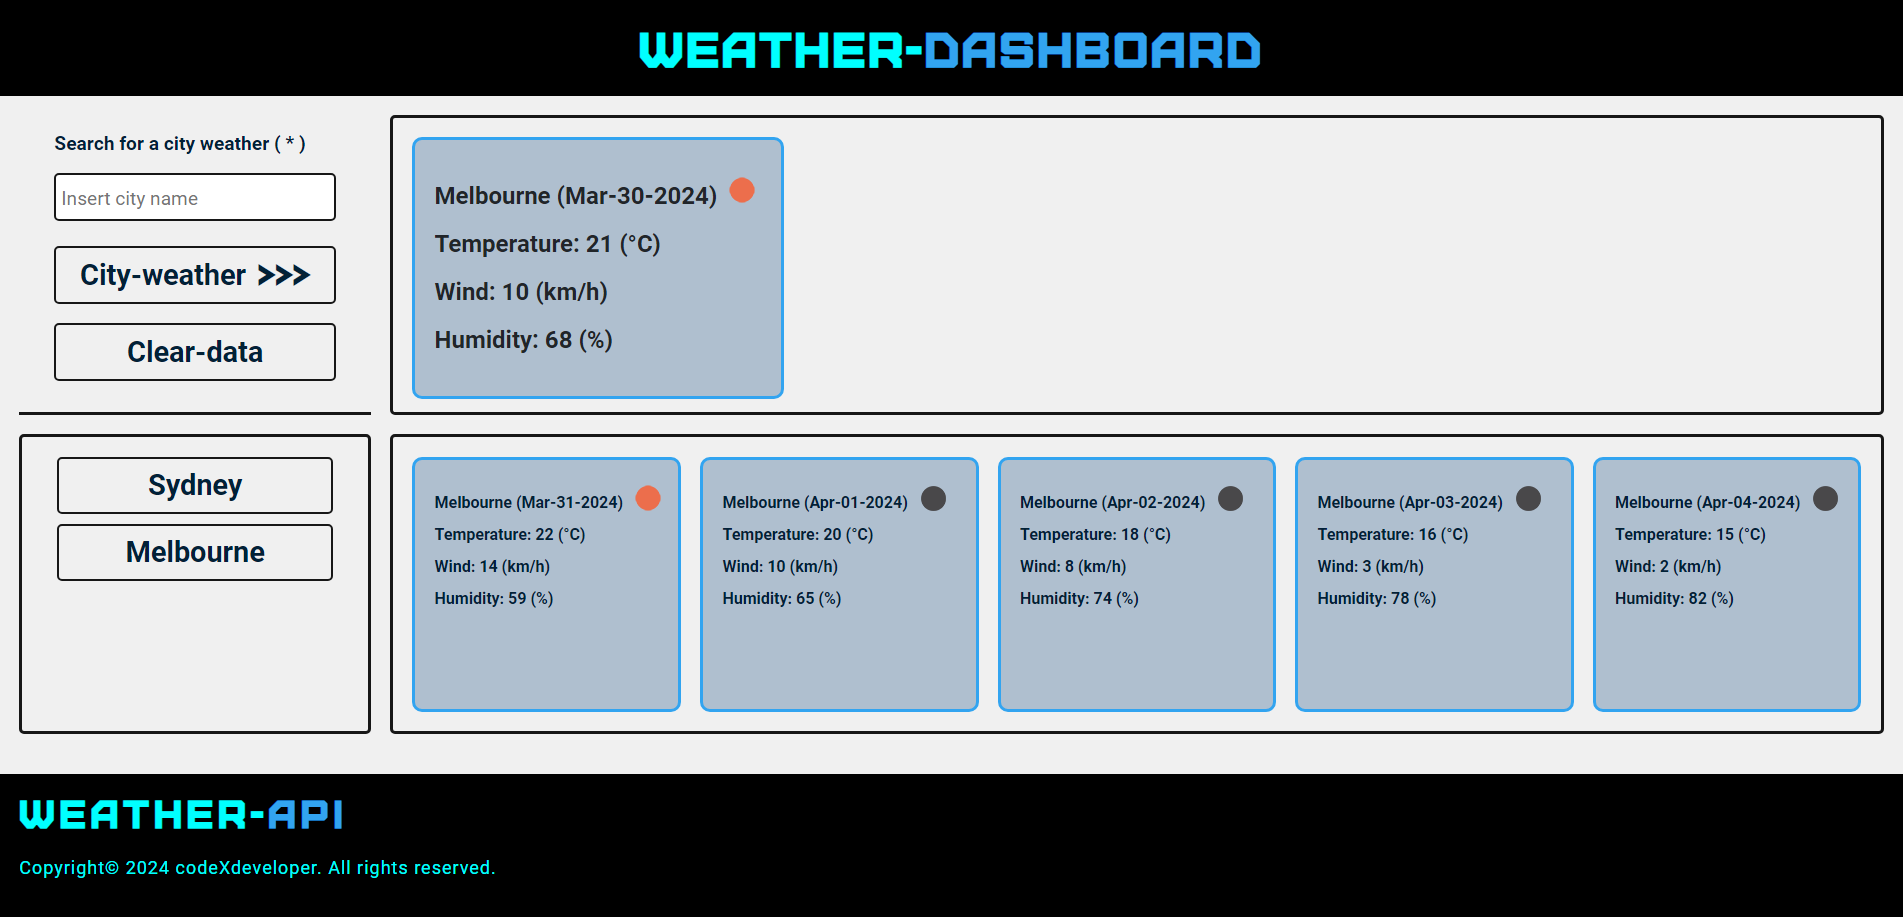 WEATHER-DASHBOARD
Search for a city weather ( * )
Insert city name
City-weather >>>
Clear-data
Melbourne (Mar-30-2024)
Temperature: 21 (°C)
Wind: 10 (km/h)
Humidity: 68 (%)
Sydney
Melbourne
Melbourne (Mar-31-2024)
Temperature: 22 (°C)
Wind: 14 (km/h)
Humidity: 59 (%)
Melbourne (Apr-01-2024)
Temperature: 20 (°C)
Wind: 10 (km/h)
Humidity: 65 (%)
Melbourne (Apr-02-2024)
Temperature: 18 (°C)
Wind: 8 (km/h)
Humidity: 74 (%)
Melbourne (Apr-03-2024)
Temperature: 16 (°C)
Wind: 3 (km/h)
Humidity: 78 (%)
Melbourne (Apr-04-2024)
Temperature: 15 (°C)
Wind: 2 (km/h)
Humidity: 82 (%)
WEATHER-API
Copyright© 2024 codeXdeveloper. All rights reserved.